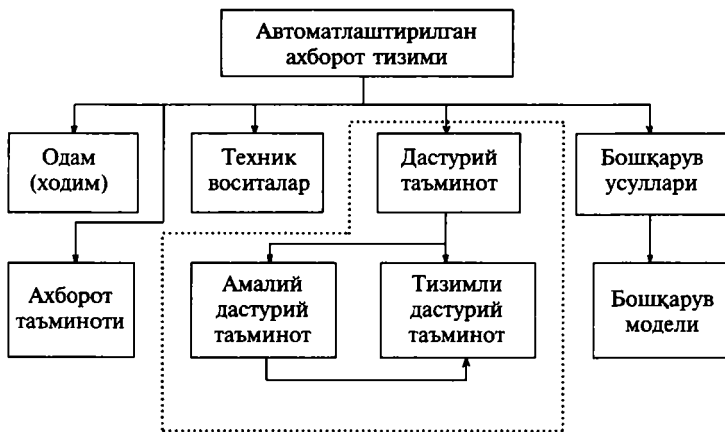 Автоматлаштирилган
ахборот тизими
Одам
(ходим)
Техник
воситалар
Дастурий
таъминот
Бошқарув
усуллари
Ахборот
таъминоти
Амалий
дастурий
таъминот
Тизимли
дастурий
таъминот
Бошқарув
модели